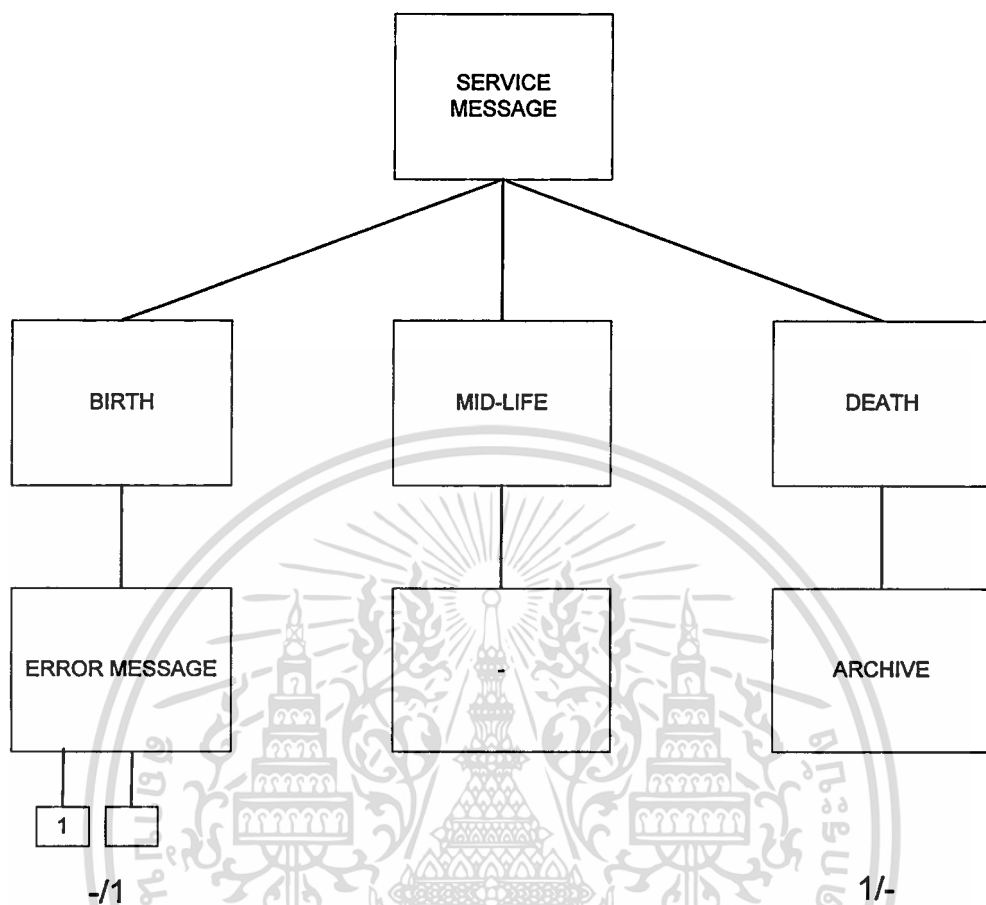 SERVICE
MESSAGE
BIRTH
MID-LIFE
DEATH
ERROR MESSAGE
-
ARCHIVE
1
-/1
1/-